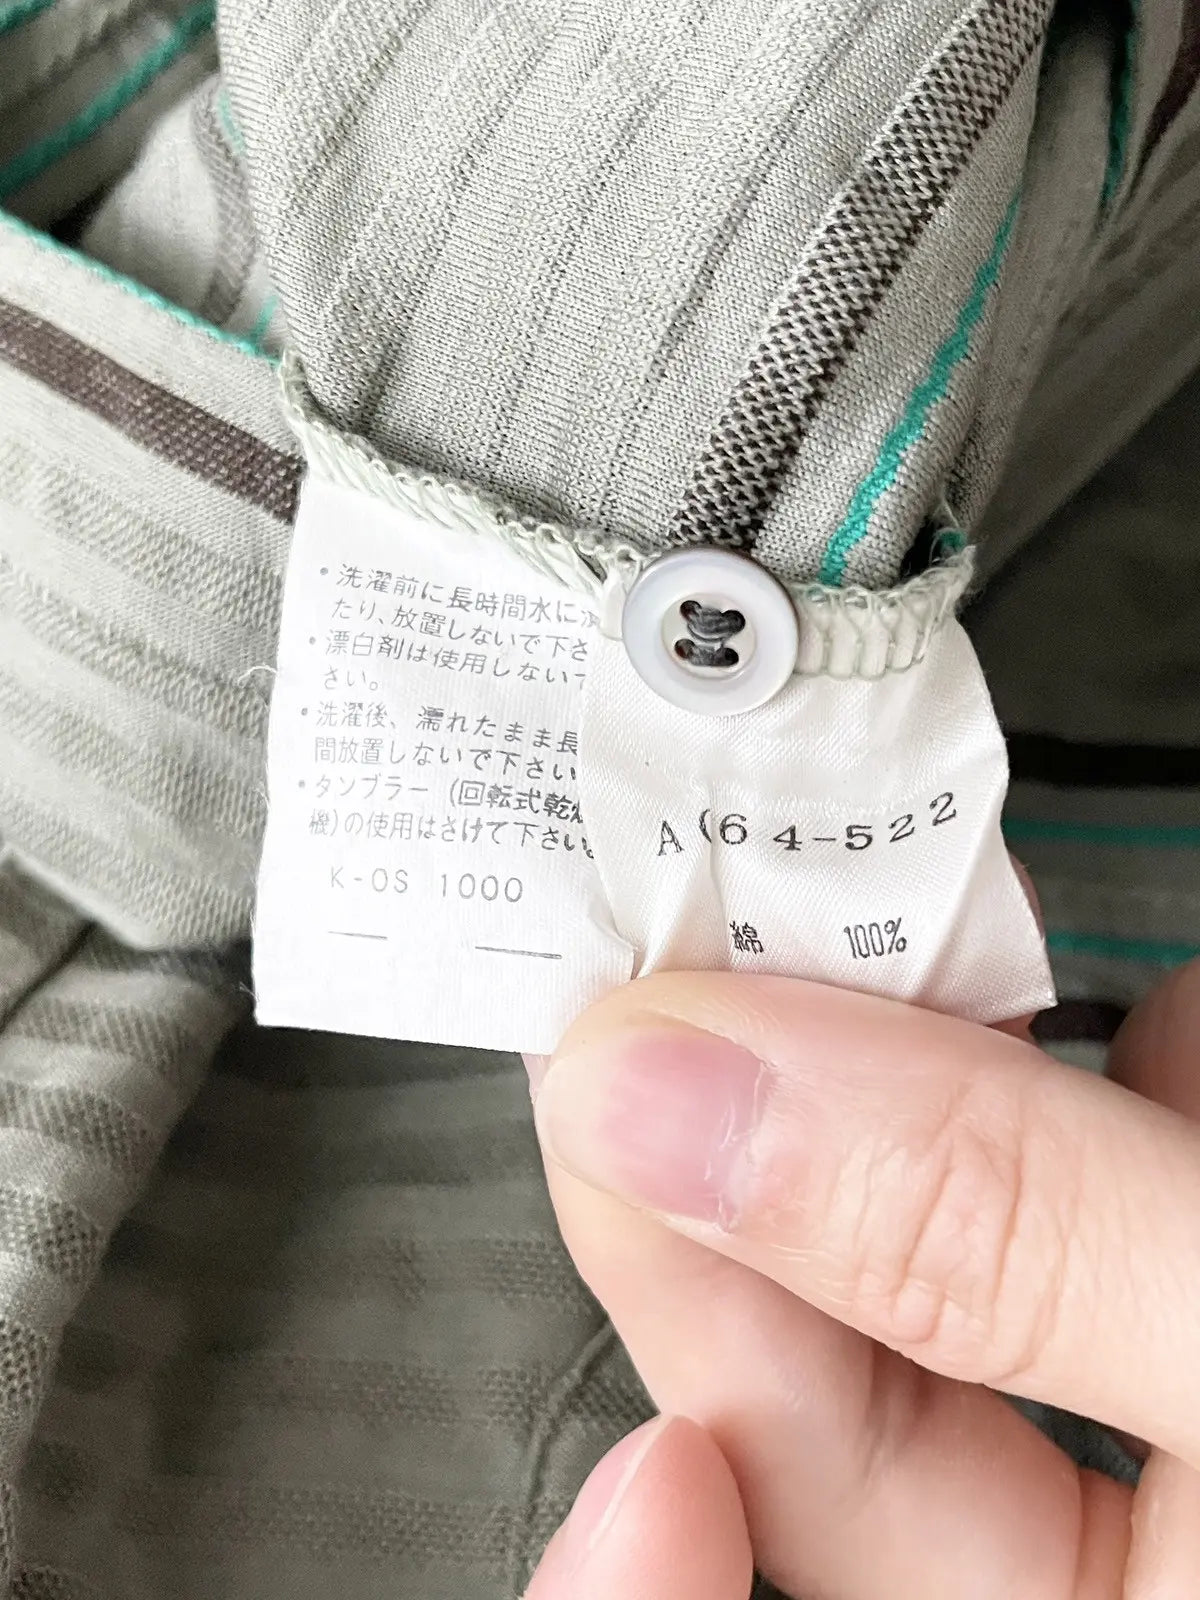 ・洗濯前に長時間水に
たり、放置しないで下さ
・漂白剤は使用しないで
さい。
・洗濯後、濡れたまま長
間放置しないで下さい
・タンブラー (回転式乾燥
機)の使用はさけて下さい。
K-OS 1000
A(64-522
綿 100%